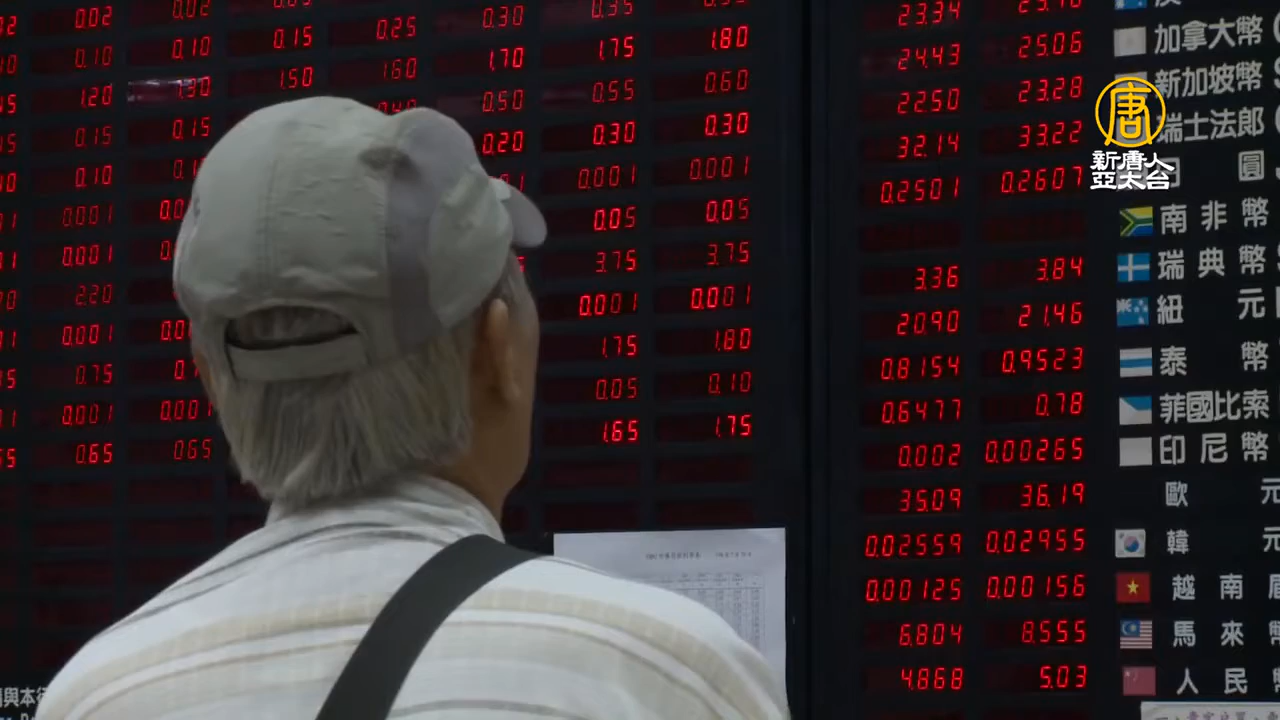 0.02 0.02 0.30 0.35 23.34
0.10 0.10 0.15 0.25 1.70 1.75 1.80 24.43 25.06 加拿大幣
1.20 1.30 1.50 1.60 0.50 0.55 0.60 22.50 23.28 新加坡幣
0.15 0.15 0.20 0.30 0.30 32.14 33.22 瑞士法郎
0.10 0.001 0.001 0.2501 0.2607 圓
0.001 0.05 0.05 南非幣
0.001 3.75 3.75 3.36 3.84 瑞典幣
2.20 0.001 0.001 20.90 21.46 紐元
0.001 1.75 1.80 0.8154 0.9523 泰幣
0.75 0.05 0.10 0.6477 0.78 菲國比索
0.001 0.001 1.65 1.75 0.002 0.00265 印尼幣
0.65 0.65 35.09 36.19 歐元
0.02559 0.02955 韓元
0.00125 0.00156 越南
6.804 8.555 馬來
4.868 5.03 人民
唐
新唐人
亞太台
與本行